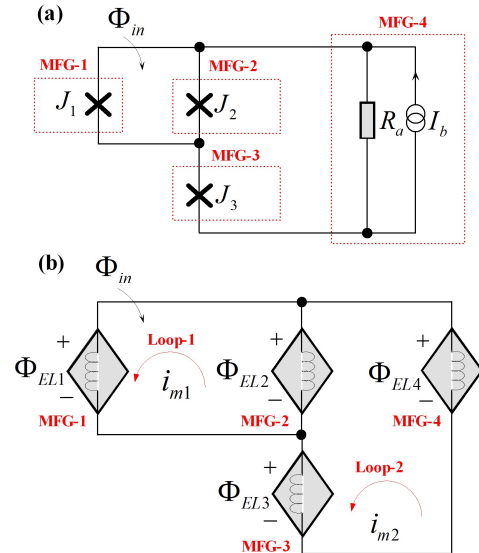 (a)
Φin
MFG-4
MFG-1
MFG-2
J1
J2
Ra
Ib
MFG-3
J3
(b)
Φin
+
+
+
Loop-1
ΦEL1
im1
ΦEL2
ΦEL4
−
−
−
MFG-1
MFG-2
MFG-4
+
Loop-2
ΦEL3
im2
−
MFG-3